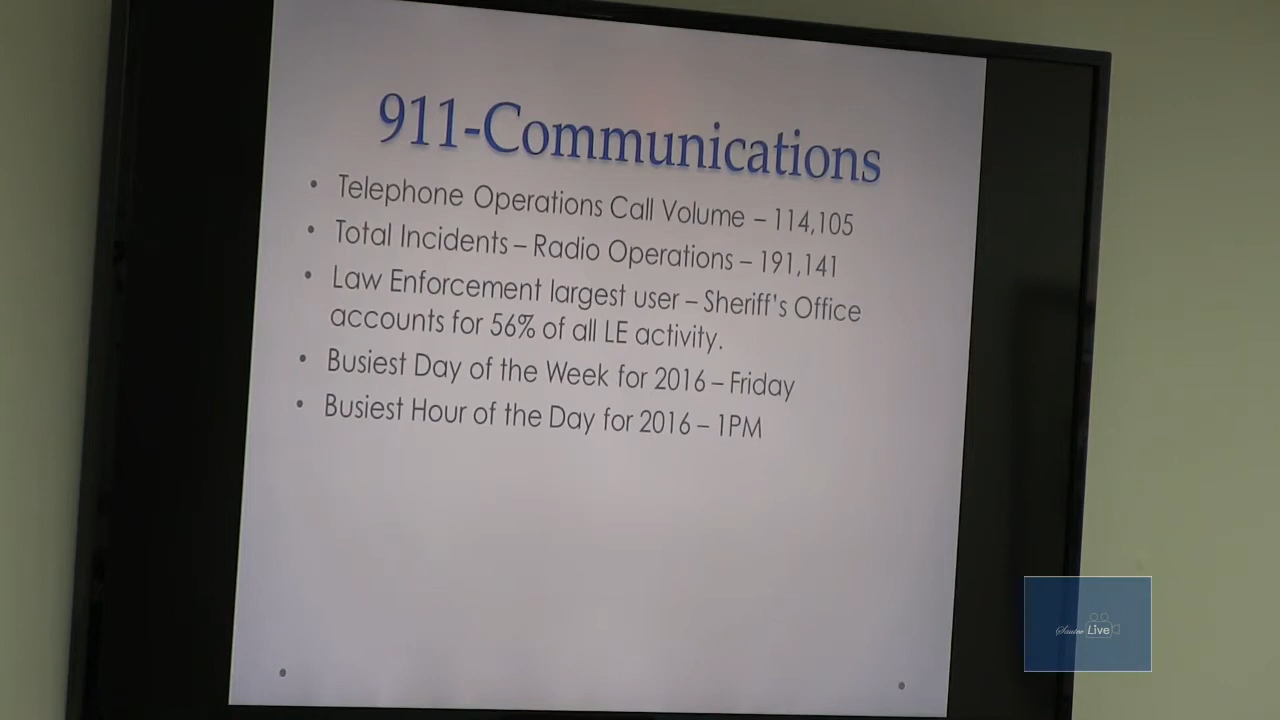 911-Communications
• Telephone Operations Call Volume – 114,105
• Total Incidents – Radio Operations – 191,141
• Law Enforcement largest user – Sheriff's Office
accounts for 56% of all LE activity.
• Busiest Day of the Week for 2016 – Friday
• Busiest Hour of the Day for 2016 – 1PM
Live